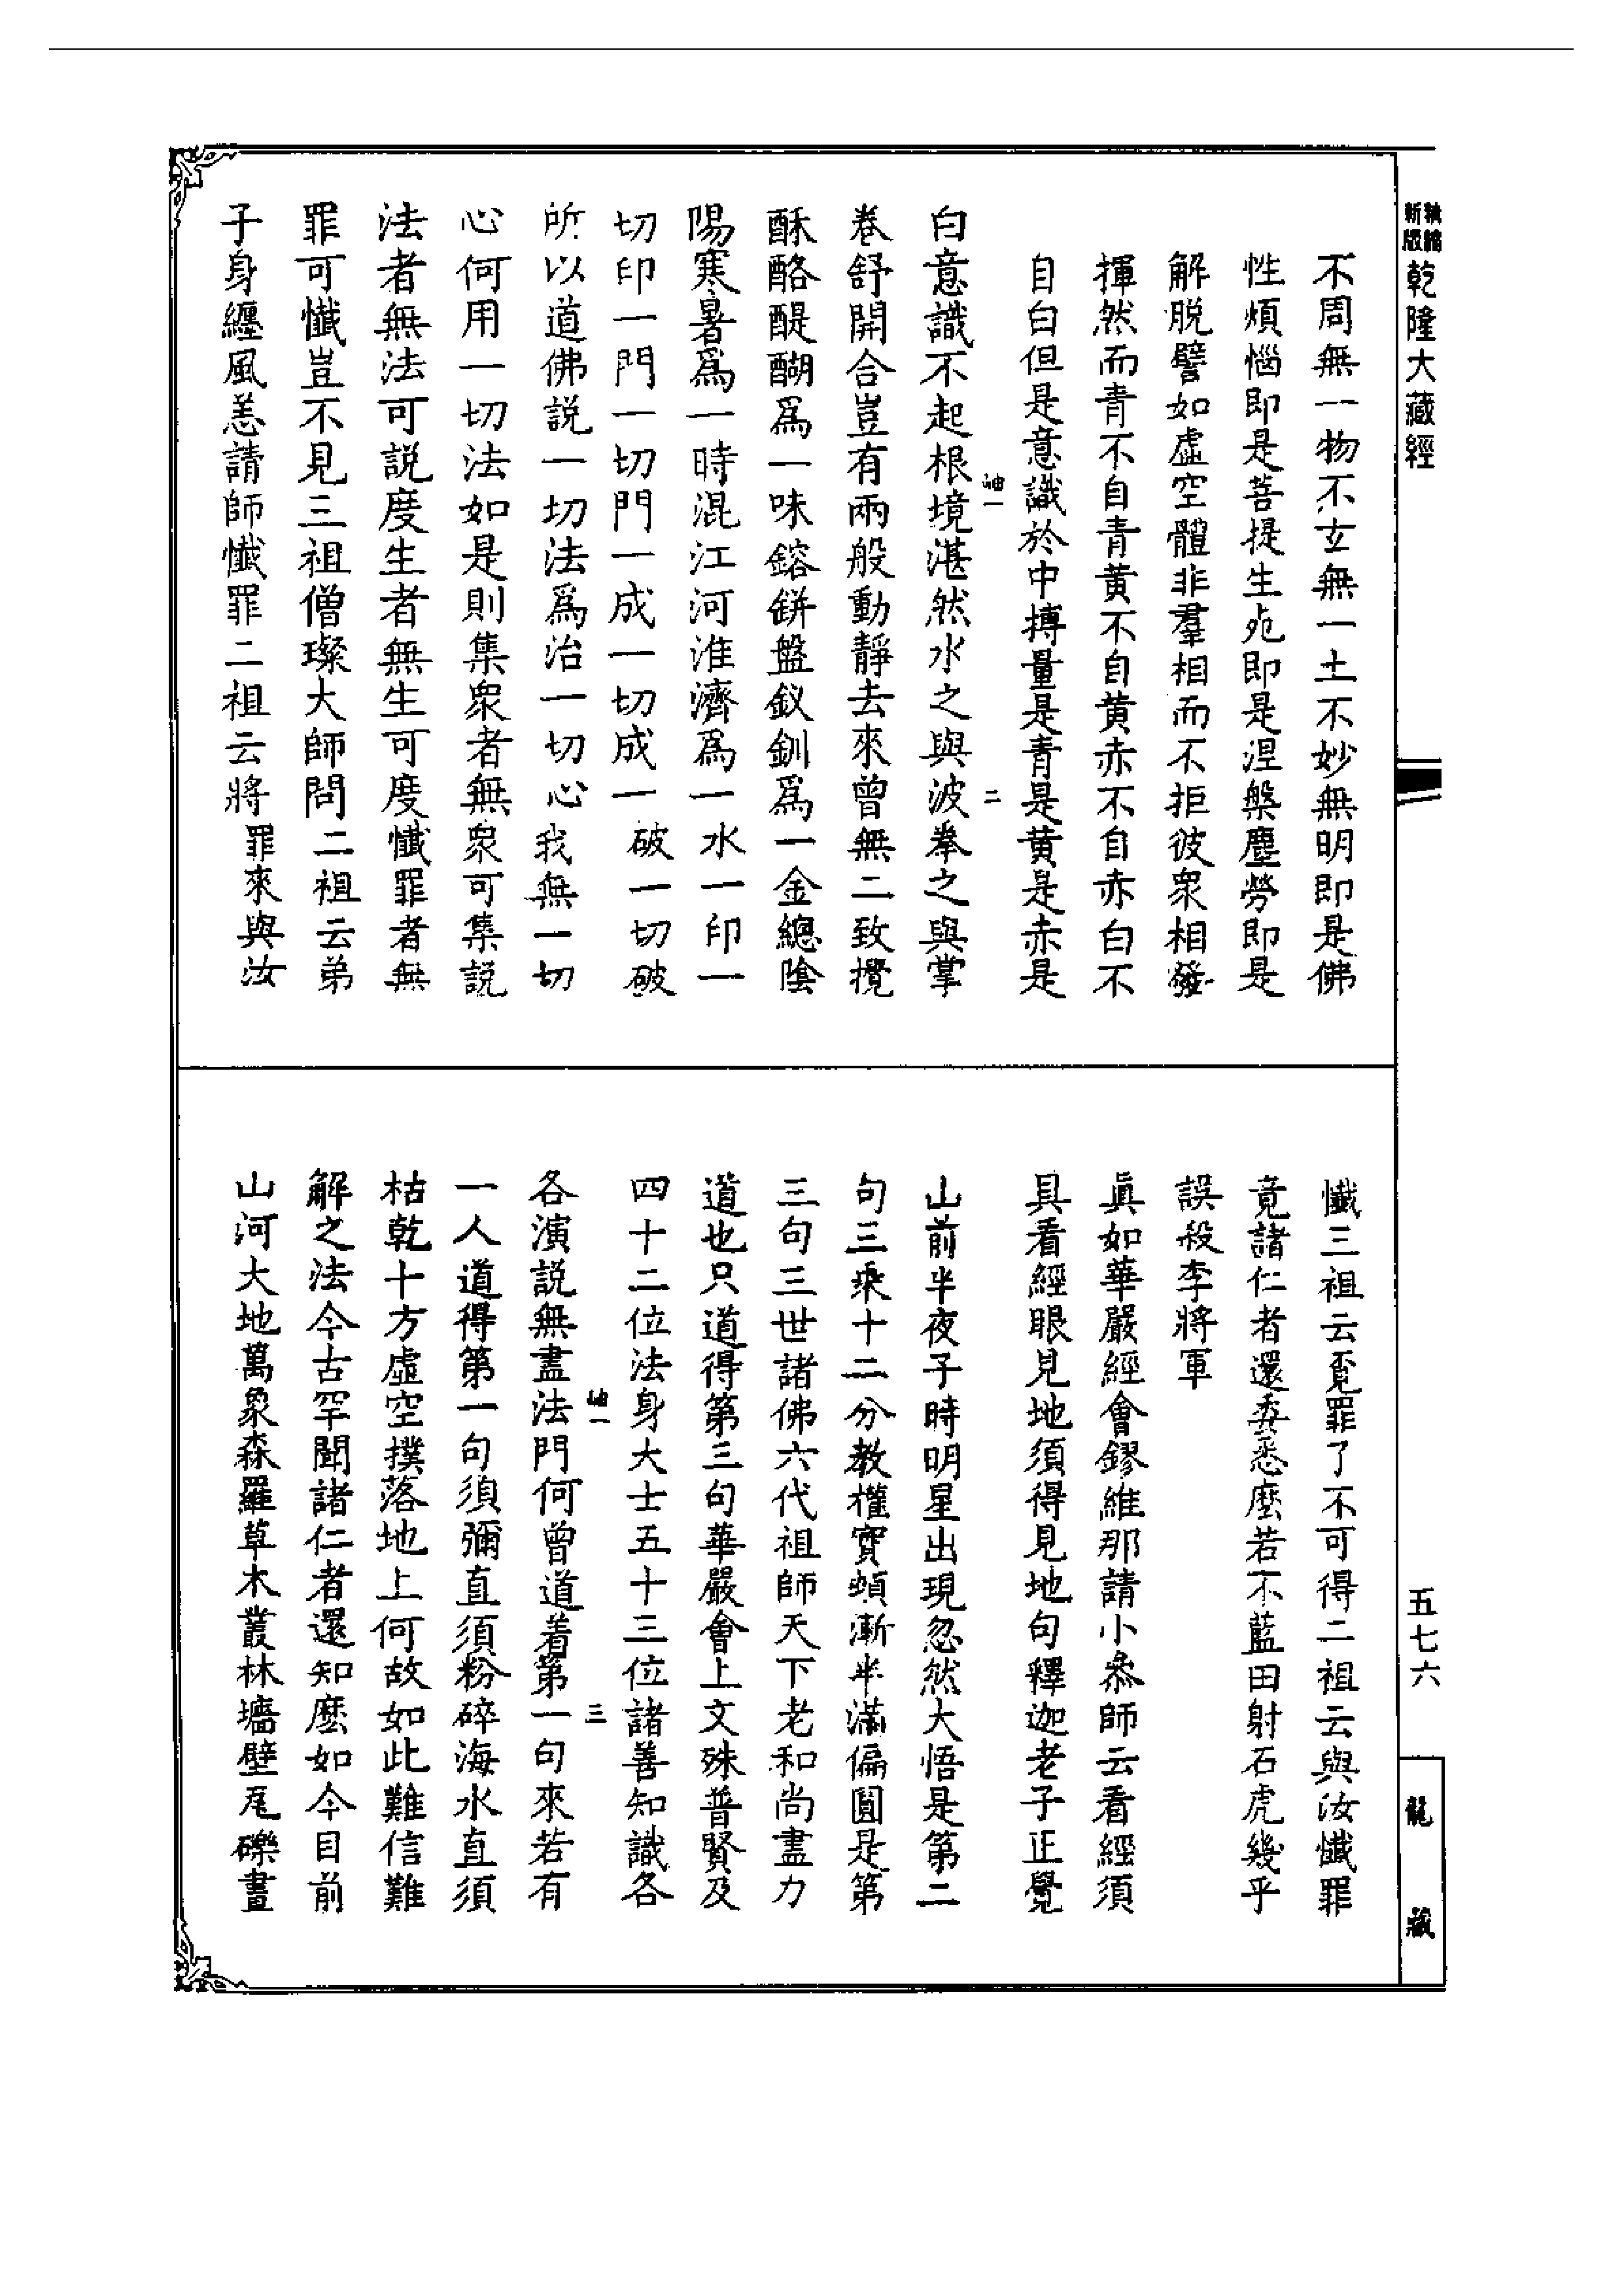 精縮
新版
乾隆大藏經
不周無一物不玄無一土不妙無明即是佛
性煩惱即是菩提生死即是涅槃塵勞即是
解脫譬如虛空體非羣相而不拒彼衆相發
揮然而青不自青黃不自黃赤不自赤白不
自白但是意識於中摶量是青是黃是赤是
白意識不起根境湛然水之與波拳之與掌
岫一
二
卷舒開合豈有兩般動靜去來曾無二致攪
酥酪醍醐爲一味鎔鉼盤釵釧爲一金總陰
陽寒暑爲一時混江河淮濟爲一水一印一
切印一門一切門一成一切成一破一切破
所以道佛説一切法爲治一切心我無一切
心何用一切法如是則集衆者無衆可集説
法者無法可説度生者無生可度懺罪者無
罪可懺豈不見三祖僧璨大師問二祖云弟
子身纏風恙請師懺罪二祖云將罪來與汝
懺三祖云覓罪了不可得二祖云與汝懺罪
竟諸仁者還委悉麽若不藍田射石虎幾乎
誤殺李將軍
眞如華嚴經會鏐維那請小叅師云看經須
具看經眼見地須得見地句釋迦老子正覺
山前半夜子時明星出現忽然大悟是第二
句三乘十二分教權實頓漸半滿偏圓是第
三句三世諸佛六代祖師天下老和尚盡力
道也只道得第三句華嚴會上文殊普賢及
四十二位法身大士五十三位諸善知識各
岫一
三
各演説無盡法門何曾道着第一句來若有
一人道得第一句須彌直須粉碎海水直須
枯乾十方虛空撲落地上何故如此難信難
解之法今古罕聞諸仁者還知麽如今目前
山河大地萬象森羅草木叢林墻壁瓦礫盡
五七六
龍藏